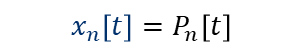 xₙ[t] = Pₙ[t]